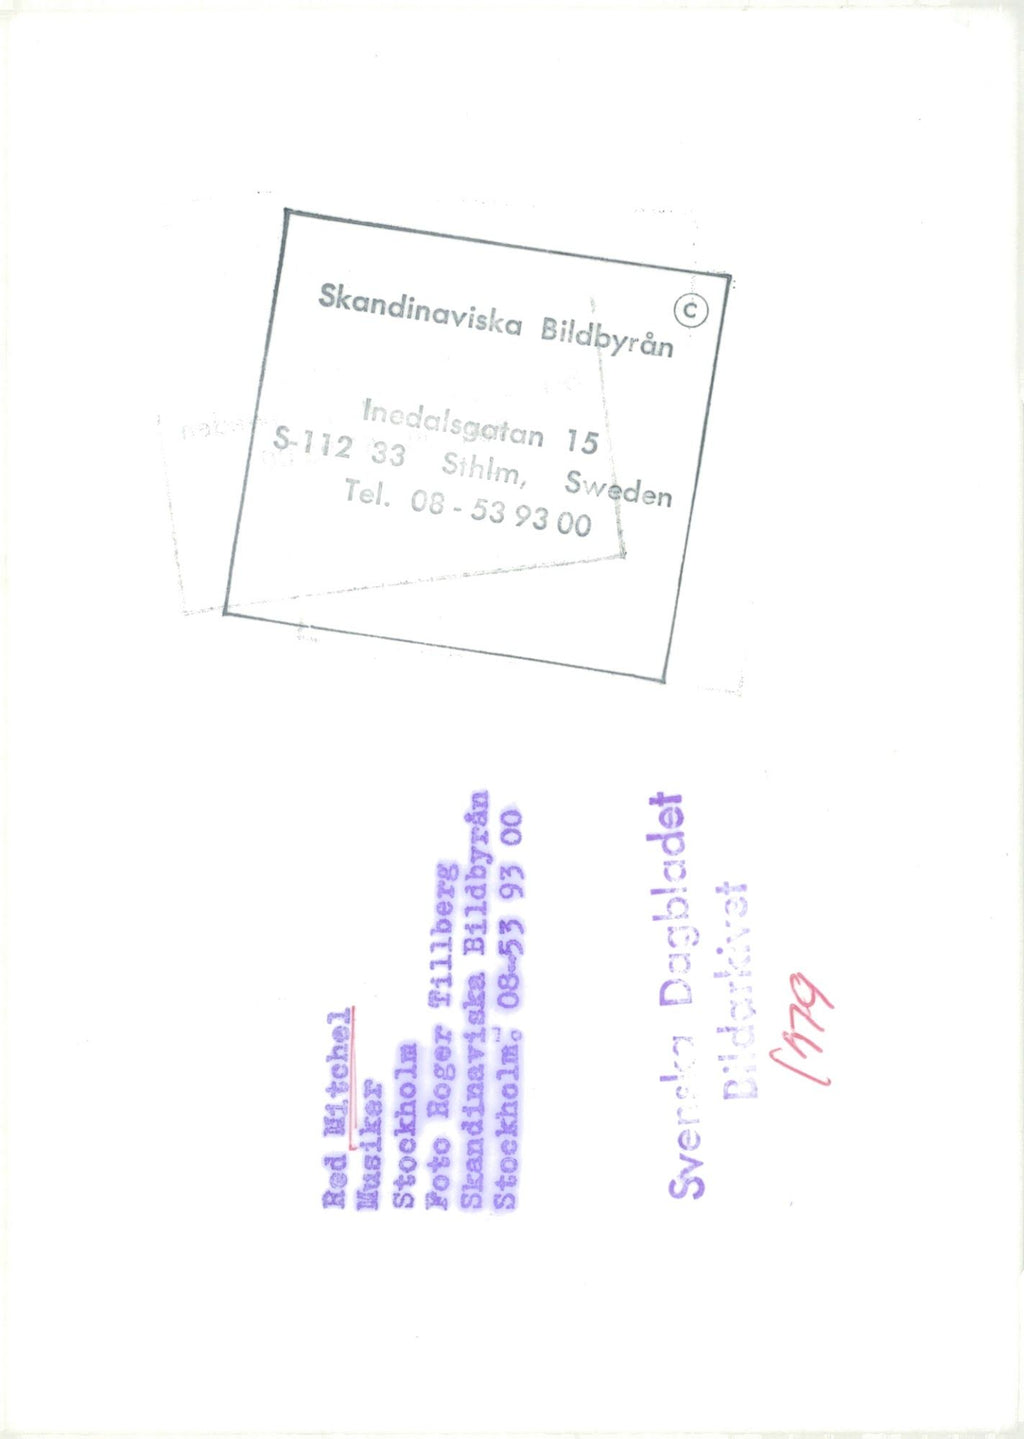 Skandinaviska Bildbyrån
©
Inedalsgatan 15
S-112 33 Sthlm, Sweden
Tel. 08 - 53 93 00
Red Mitchel
Musiker
Stockholm
Foto Roger Tillberg
Skandinaviska Bildbyrån
Stockholm. 08-53 93 00
Svenska Dagbladet
Bildarkivet